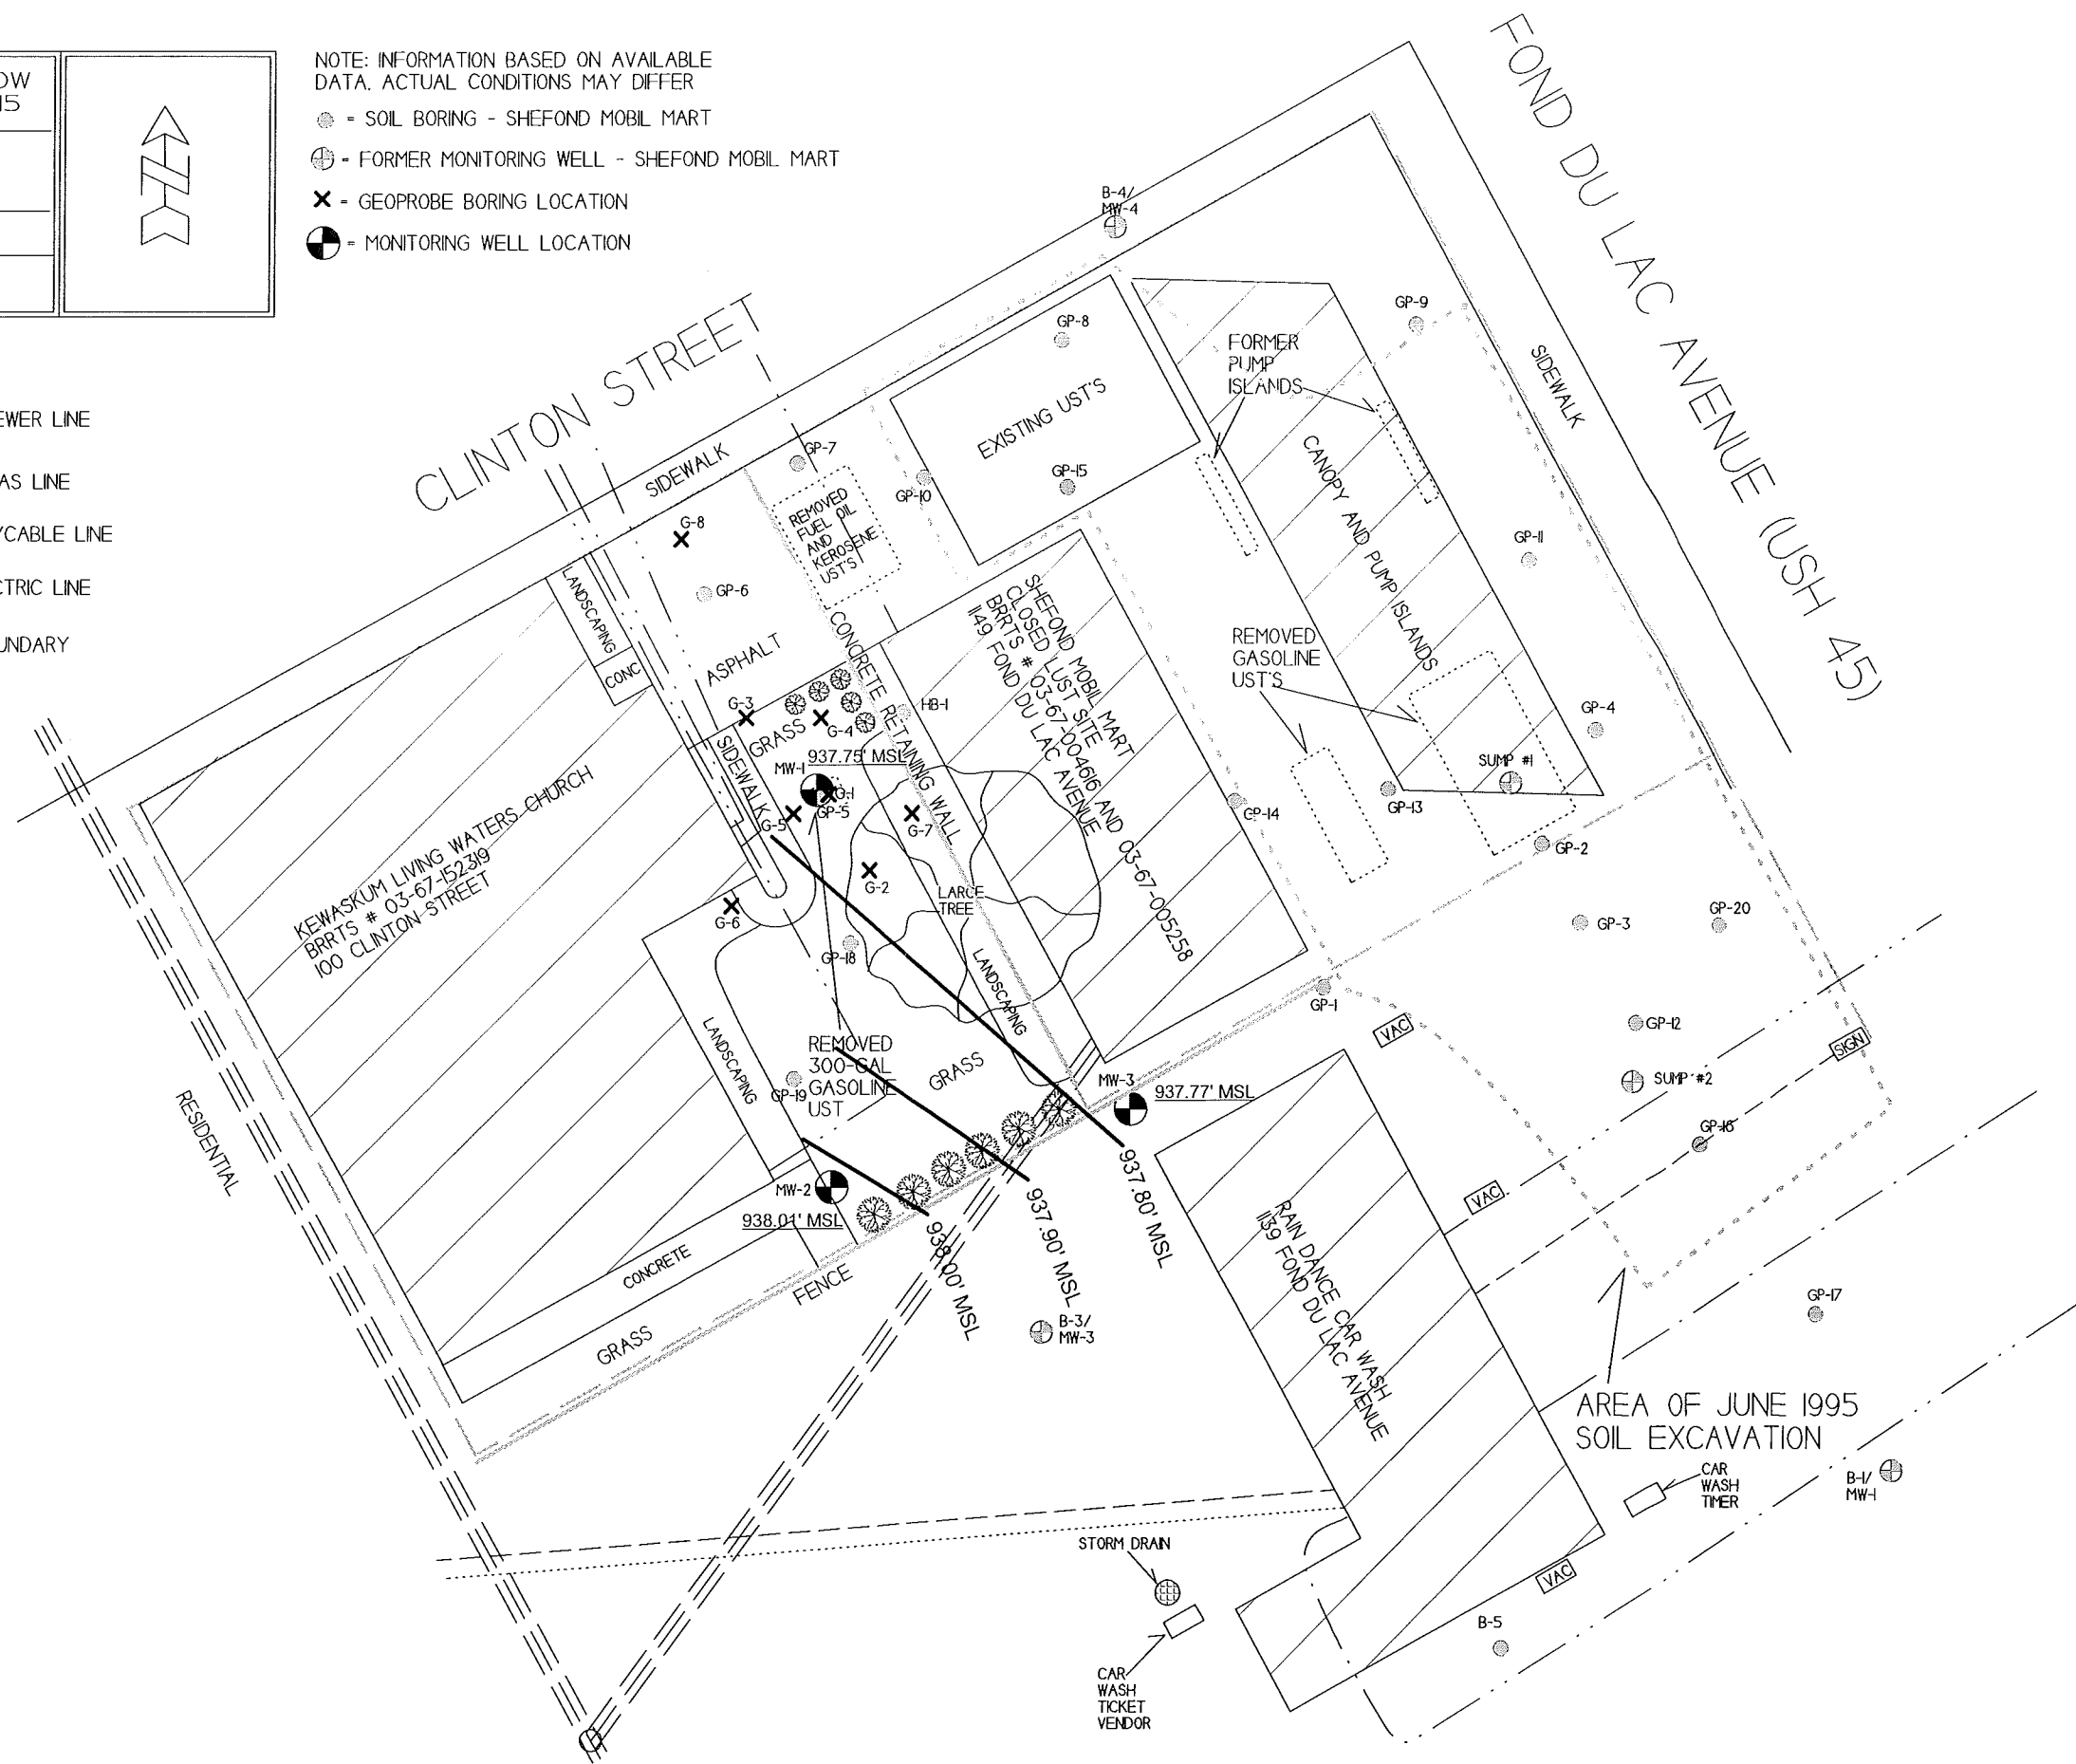 NOTE: INFORMATION BASED ON AVAILABLE
DATA. ACTUAL CONDITIONS MAY DIFFER
= SOIL BORING - SHEFOND MOBIL MART
= FORMER MONITORING WELL - SHEFOND MOBIL MART
= GEOPROBE BORING LOCATION
= MONITORING WELL LOCATION
N
LINE
LINE
CABLE LINE
LINE
FOND DU LAC AVENUE (USH 45)
CLINTON STREET
B-4/
MW-4
GP-9
GP-8
FORMER
PUMP
ISLANDS
SIDEWALK
EXISTING UST'S
GP-7
SIDEWALK
GP-15
GP-10
CANOPY AND PUMP ISLANDS
REMOVED
FUEL OIL
AND
KEROSENE
UST'S
G-8
GP-11
GP-6
LANDSCAPING
CONC
ASPHALT
CONCRETE RETAINING WALL
SHEFOND MOBIL MART
CLOSED LUST SITE
BRRTS # 03-67-004616 AND 03-67-005258
1149 FOND DU LAC AVENUE
REMOVED
GASOLINE
UST'S
G-3
GRASS
G-4
HB-1
GP-4
SIDEWALK
MW-1
937.75' MSL
SUMP #1
G-1
GP-5
G-5
G-7
GP-14
GP-13
GP-2
KEWASKUM LIVING WATERS CHURCH
BRRTS # 03-67-152319
100 CLINTON STREET
G-2
LARGE
TREE
G-6
GP-3
GP-20
GP-18
LANDSCAPING
GP-1
GP-12
VAC
SIGN
LANDSCAPING
REMOVED
300-GAL
GASOLINE
UST
GRASS
GP-19
MW-3
937.77' MSL
SUMP #2
RESIDENTIAL
GP-16
937.80' MSL
MW-2
938.01' MSL
VAC
937.90' MSL
938.00' MSL
RAIN DANCE CAR WASH
1139 FOND DU LAC AVENUE
CONCRETE
FENCE
GP-17
GRASS
B-3/
MW-3
AREA OF JUNE 1995
SOIL EXCAVATION
CAR
WASH
TIMER
B-1/
MW-1
STORM DRAIN
VAC
B-5
CAR
WASH
TICKET
VENDOR